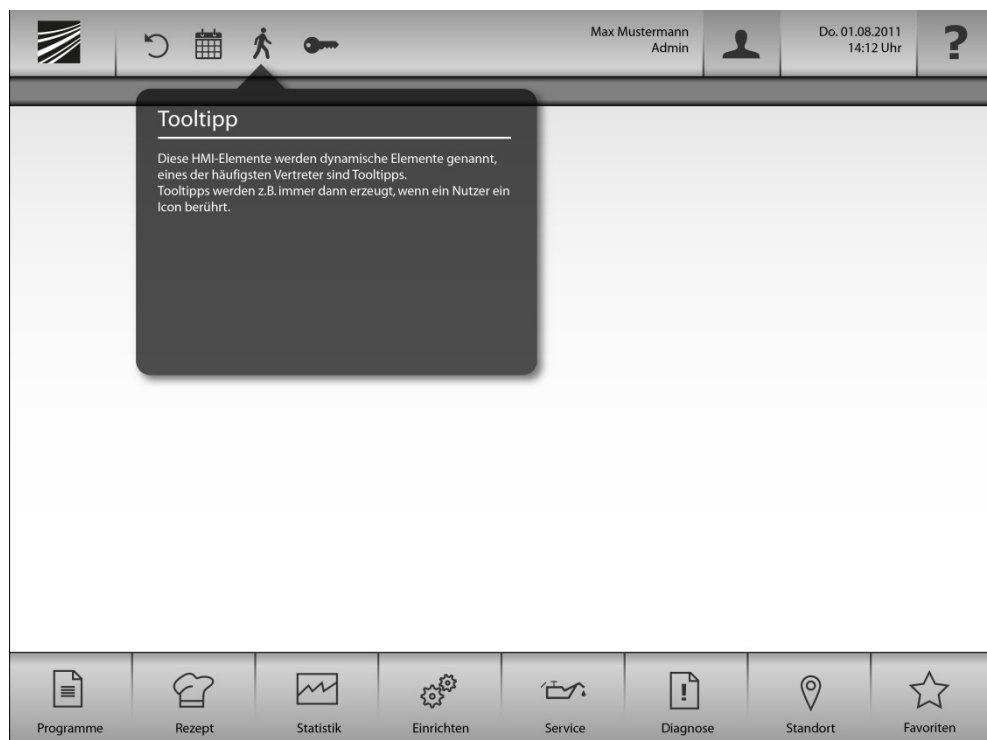 Max Mustermann
Admin
Do. 01.08.2011
14:12 Uhr
?
Tooltipp
Diese HMI-Elemente werden dynamische Elemente genannt,
eines der häufigsten Vertreter sind Tooltipps.
Tooltipps werden z.B. immer dann erzeugt, wenn ein Nutzer ein
Icon berührt.
Programme
Rezept
Statistik
Einrichten
Service
Diagnose
Standort
Favoriten